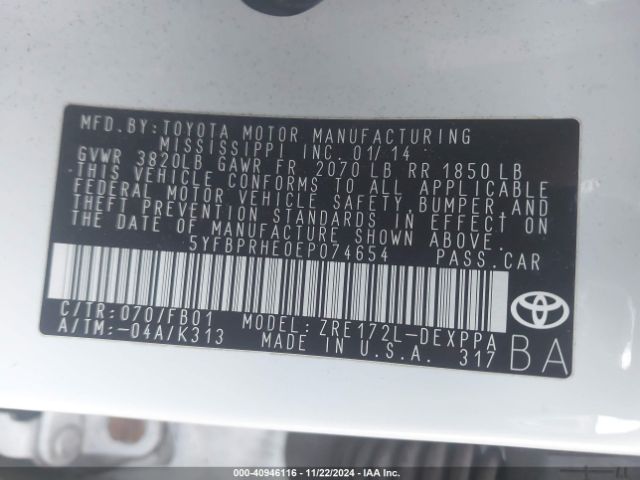 MFD. BY: TOYOTA MOTOR MANUFACTURING
MISSISSIPPI INC. 01/14
GVWR 3820LB GAWR FR 2070 LB RR 1850 LB
THIS VEHICLE CONFORMS TO ALL APPLICABLE
FEDERAL MOTOR VEHICLE SAFETY, BUMPER AND
THEFT PREVENTION STANDARDS IN EFFECT ON
THE DATE OF MANUFACTURE SHOWN ABOVE.
5YFBPRHE0EP074654 PASS.CAR
C/TR: 070/FB01 MODEL: ZRE172L-DEXPPA
A/TM: -04A/K313 MADE IN U.S.A. 317
BA
000-40946116 - 11/22/2024 - IAA Inc.